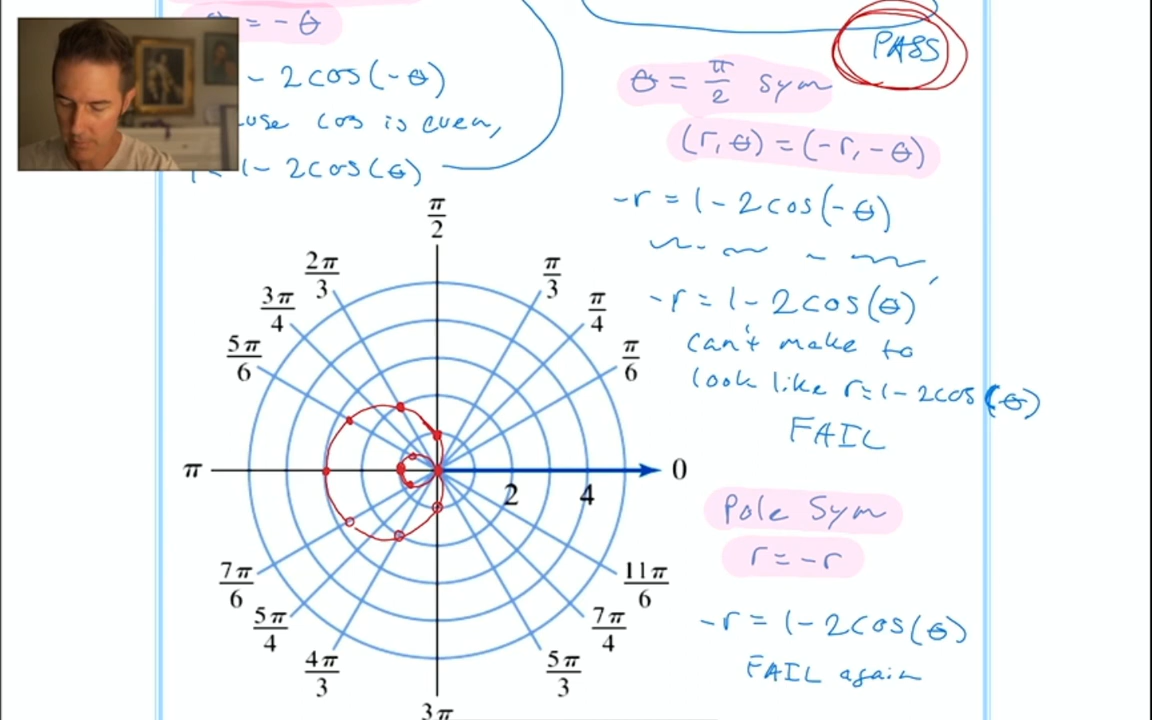 = - θ
- 2cos(-θ)
cos is even,
1 - 2cos(θ)
PASS
θ = π/2 Sym
(r, θ) = (-r, -θ)
-r = 1 - 2cos(-θ)
-r = 1 - 2cos(θ)
can't make to
look like r = 1 - 2cos(θ)
FAIL
Pole Sym
r = -r
-r = 1 - 2cos(θ)
FAIL again
π/2
2π/3
π/3
3π/4
π/4
5π/6
π/6
π
0
2 4
7π/6
11π/6
5π/4
7π/4
4π/3
5π/3
3π